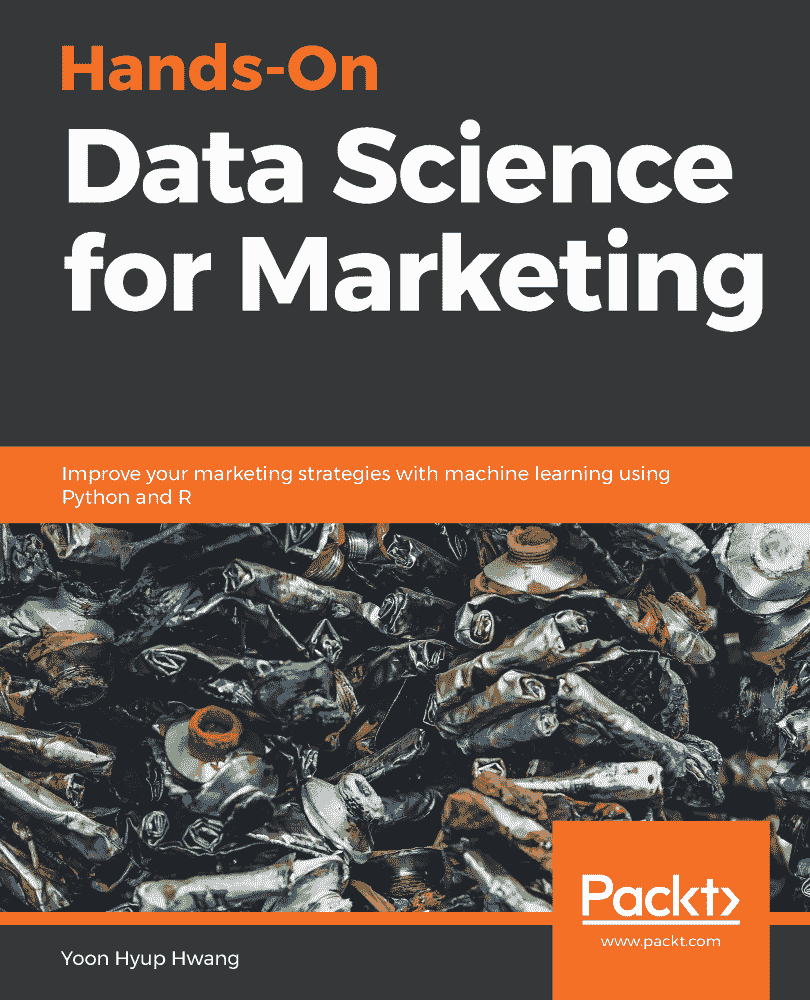 Hands-On
Data Science
for Marketing
Improve your marketing strategies with machine learning using
Python and R
Packt>
www.packt.com
Yoon Hyup Hwang